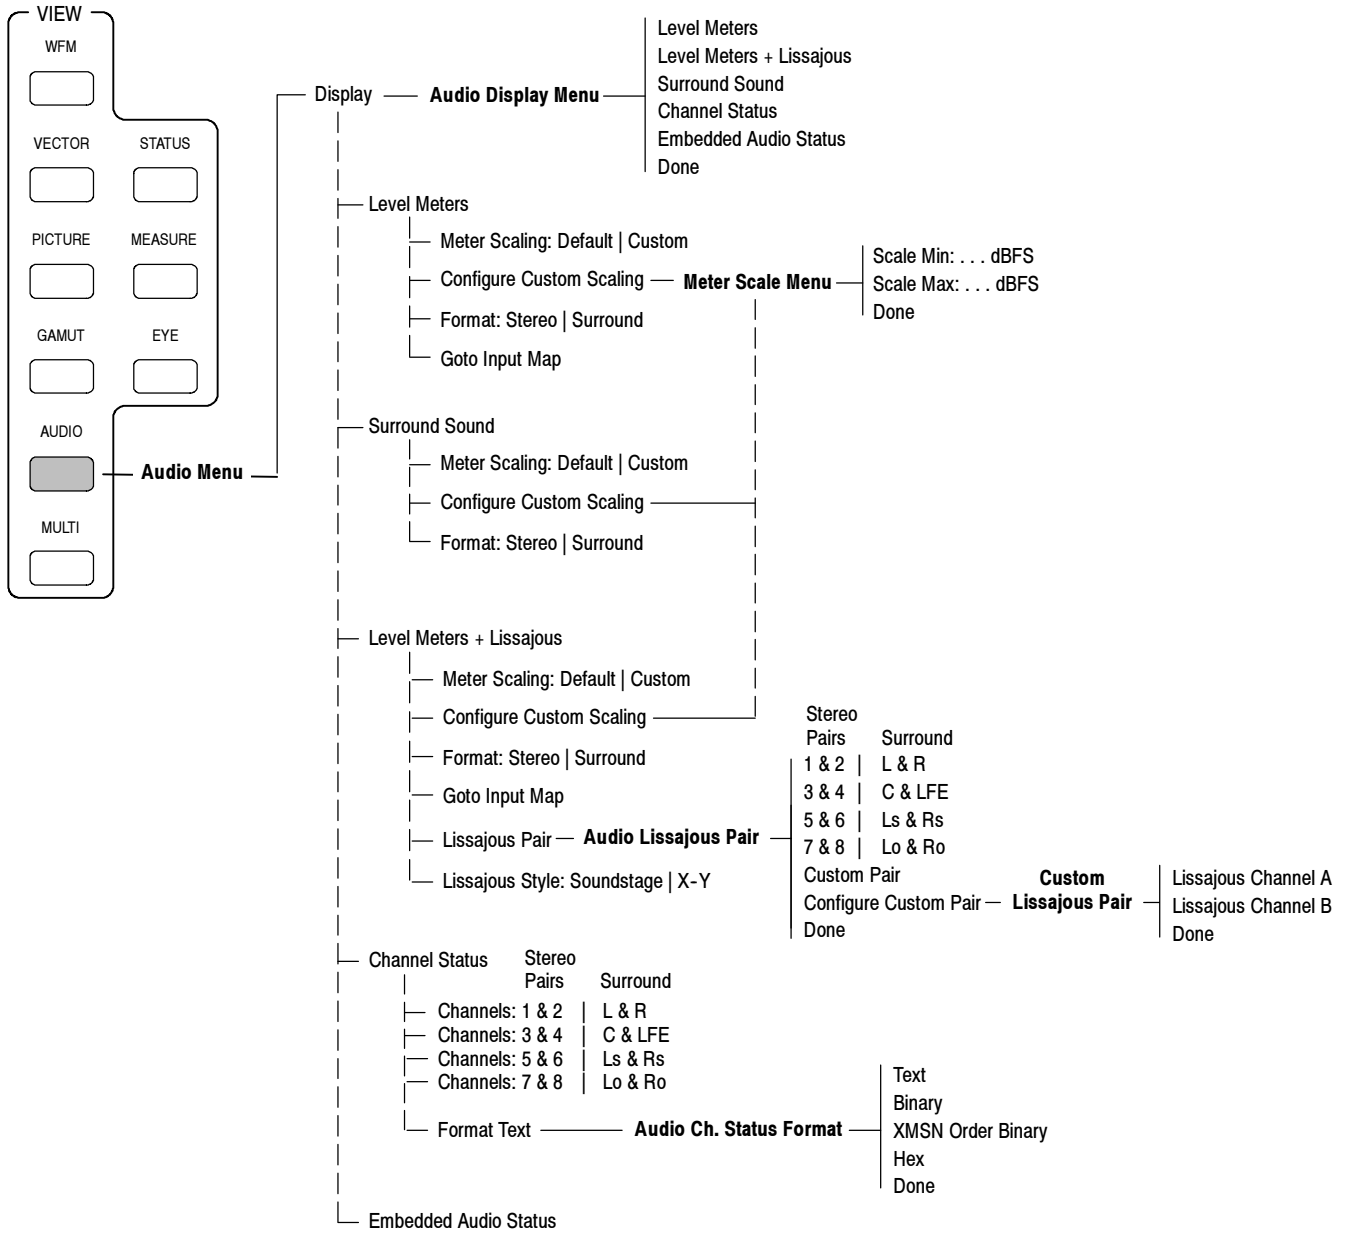 VIEW
WFM
VECTOR STATUS
PICTURE MEASURE
GAMUT EYE
AUDIO
MULTI
Audio Menu
Display
Audio Display Menu
Level Meters
Level Meters + Lissajous
Surround Sound
Channel Status
Embedded Audio Status
Done
Level Meters
Meter Scaling: Default | Custom
Configure Custom Scaling
Meter Scale Menu
Scale Min: . . . dBFS
Scale Max: . . . dBFS
Done
Format: Stereo | Surround
Goto Input Map
Surround Sound
Meter Scaling: Default | Custom
Configure Custom Scaling
Format: Stereo | Surround
Level Meters + Lissajous
Meter Scaling: Default | Custom
Configure Custom Scaling
Format: Stereo | Surround
Goto Input Map
Lissajous Pair
Audio Lissajous Pair
Stereo
Pairs Surround
1 & 2 | L & R
3 & 4 | C & LFE
5 & 6 | Ls & Rs
7 & 8 | Lo & Ro
Custom Pair
Configure Custom Pair
Done
Custom
Lissajous Pair
Lissajous Channel A
Lissajous Channel B
Done
Lissajous Style: Soundstage | X-Y
Channel Status
Stereo
Pairs Surround
Channels: 1 & 2 | L & R
Channels: 3 & 4 | C & LFE
Channels: 5 & 6 | Ls & Rs
Channels: 7 & 8 | Lo & Ro
Format Text
Audio Ch. Status Format
Text
Binary
XMSN Order Binary
Hex
Done
Embedded Audio Status